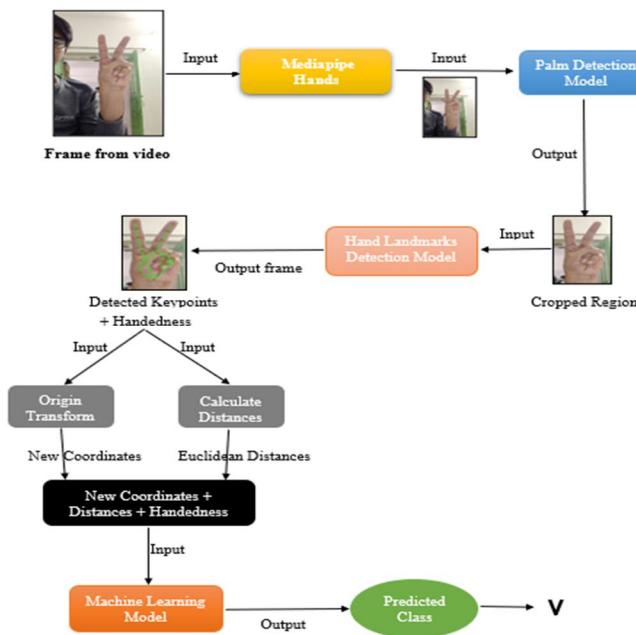 Input
Mediapipe
Hands
Input
Palm Detection
Model
Frame from video
Output
Hand Landmarks
Detection Model
Input
Output frame
Cropped Region
Detected Keypoints
+ Handedness
Input
Input
Origin
Transform
Calculate
Distances
New Coordinates
Euclidean Distances
New Coordinates +
Distances + Handedness
Input
Machine Learning
Model
Output
Predicted
Class
V